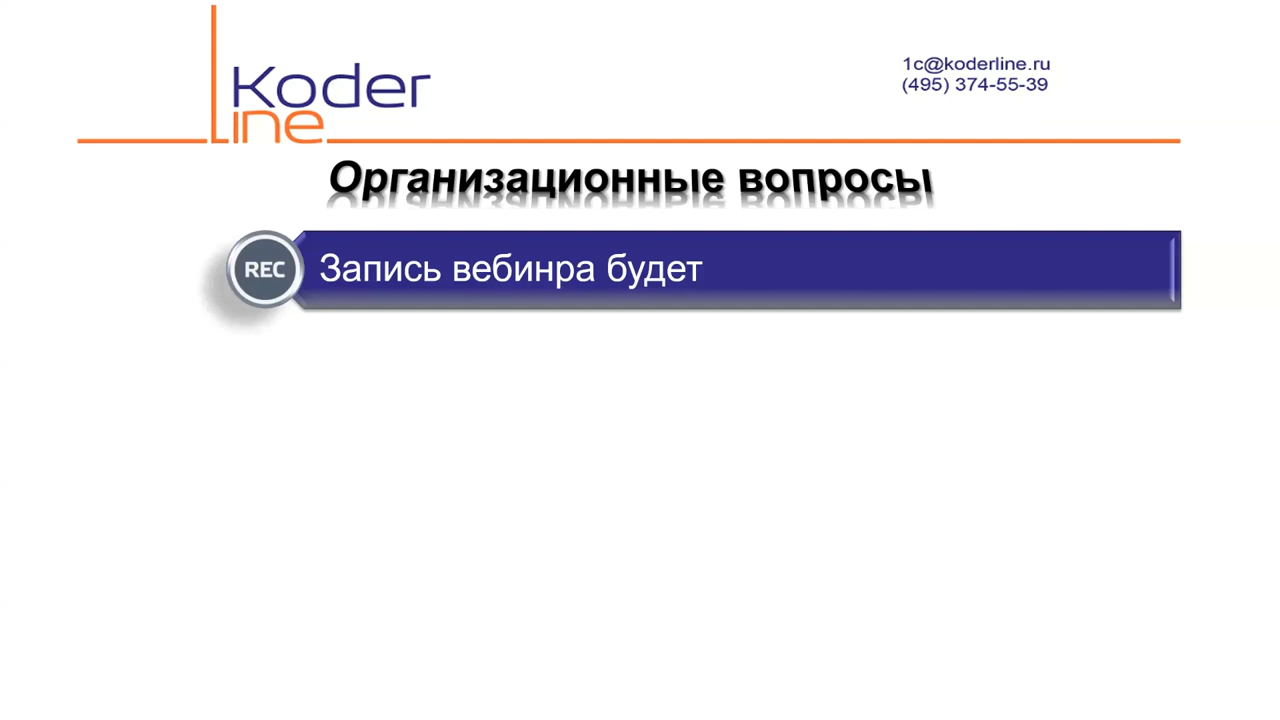 Koder
Line
1c@koderline.ru
(495) 374-55-39
Организационные вопросы
REC
Запись вебинра будет